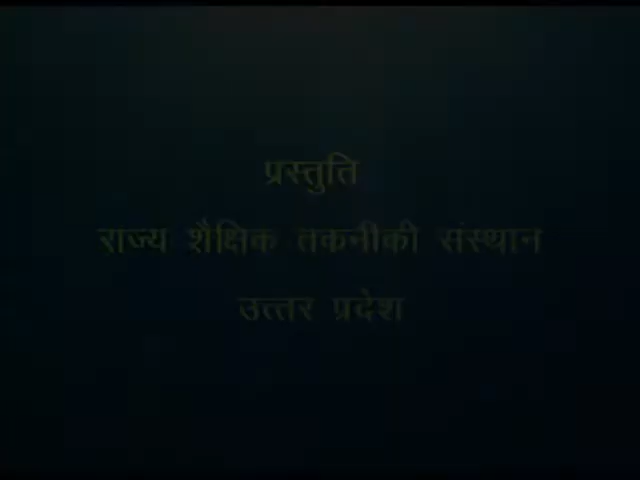 प्रस्तुति
राज्य शैक्षिक तकनीकी संस्थान
उत्तर प्रदेश